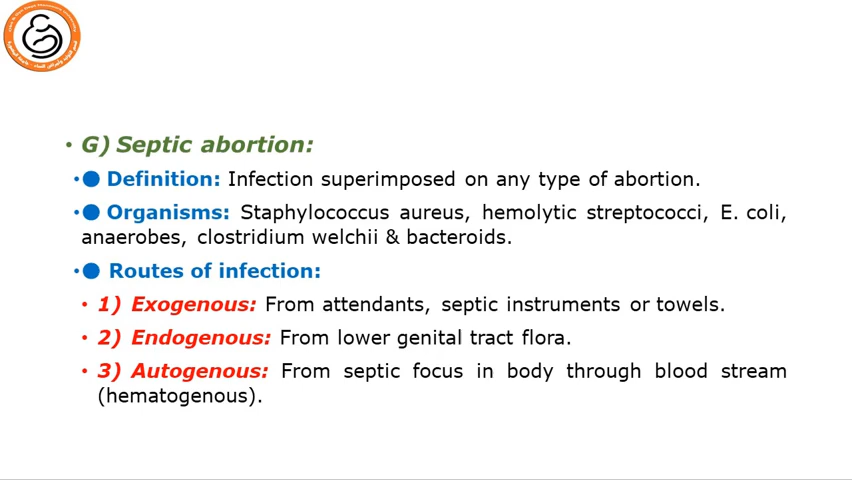 • G) Septic abortion:
•● Definition: Infection superimposed on any type of abortion.
•● Organisms: Staphylococcus aureus, hemolytic streptococci, E. coli,
anaerobes, clostridium welchii & bacteroids.
•● Routes of infection:
• 1) Exogenous: From attendants, septic instruments or towels.
• 2) Endogenous: From lower genital tract flora.
• 3) Autogenous: From septic focus in body through blood stream
(hematogenous).